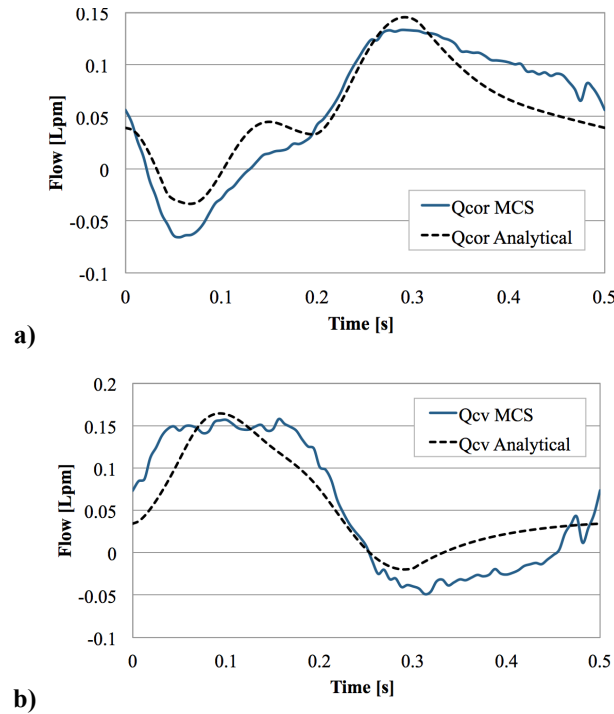 0.15
0.1
0.05
0
-0.05
-0.1
Flow [Lpm]
Qcor MCS
Qcor Analytical
0 0.1 0.2 0.3 0.4 0.5
Time [s]
a)
0.2
0.15
0.1
0.05
0
-0.05
-0.1
Flow [Lpm]
Qcv MCS
Qcv Analytical
0 0.1 0.2 0.3 0.4 0.5
Time [s]
b)